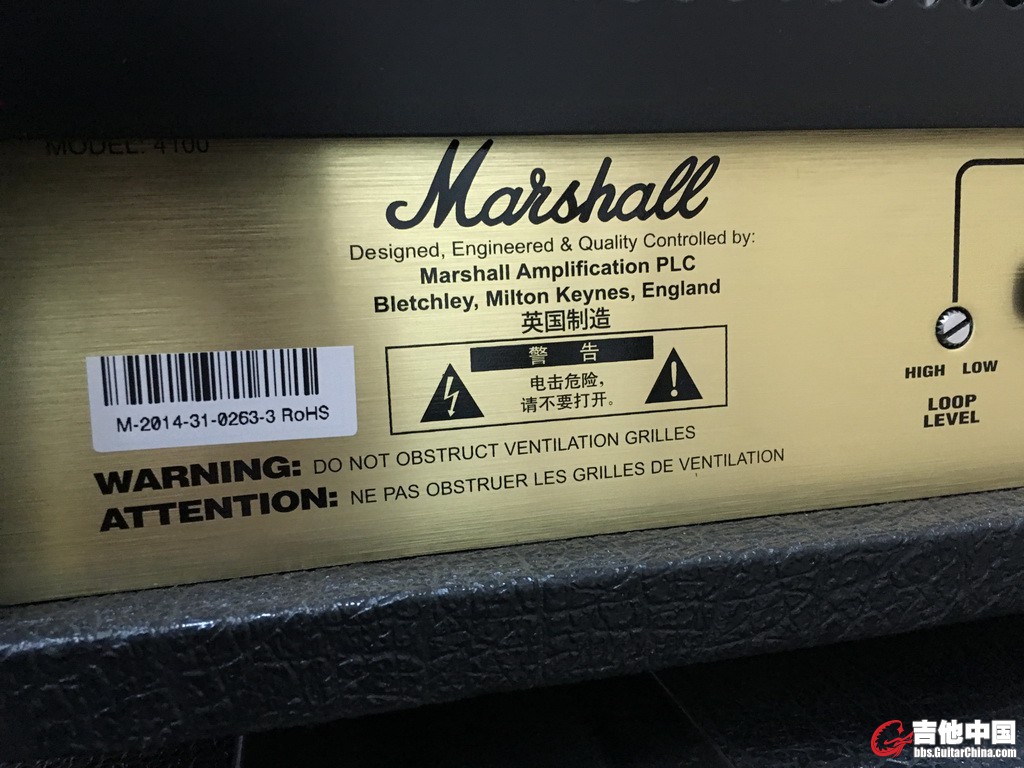 MODEL: 4100
Marshall
Designed, Engineered & Quality Controlled by:
Marshall Amplification PLC
Bletchley, Milton Keynes, England
英国制造
警 告
电击危险,
请不要打开。
M-2014-31-0263-3 RoHS
WARNING: DO NOT OBSTRUCT VENTILATION GRILLES
ATTENTION: NE PAS OBSTRUER LES GRILLES DE VENTILATION
HIGH LOW
LOOP
LEVEL
吉他中国
bbs.GuitarChina.com